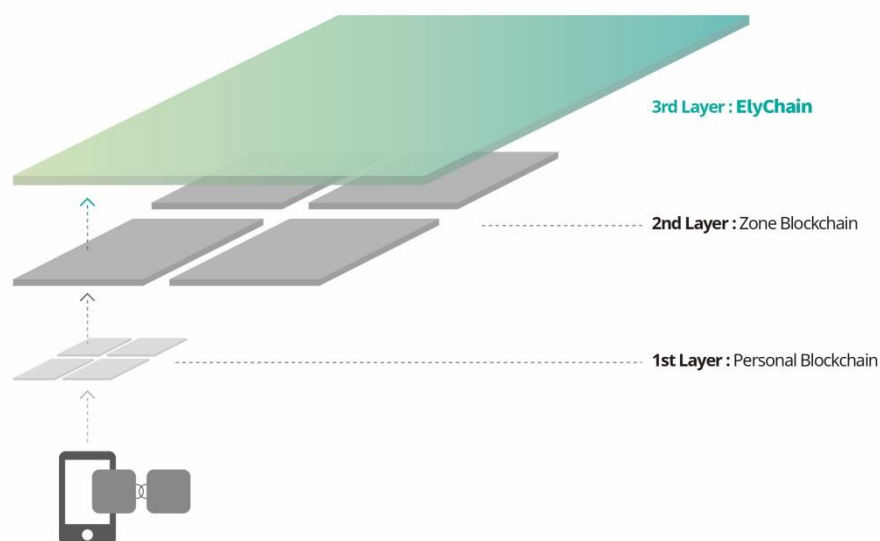 3rd Layer : ElyChain
2nd Layer : Zone Blockchain
1st Layer : Personal Blockchain